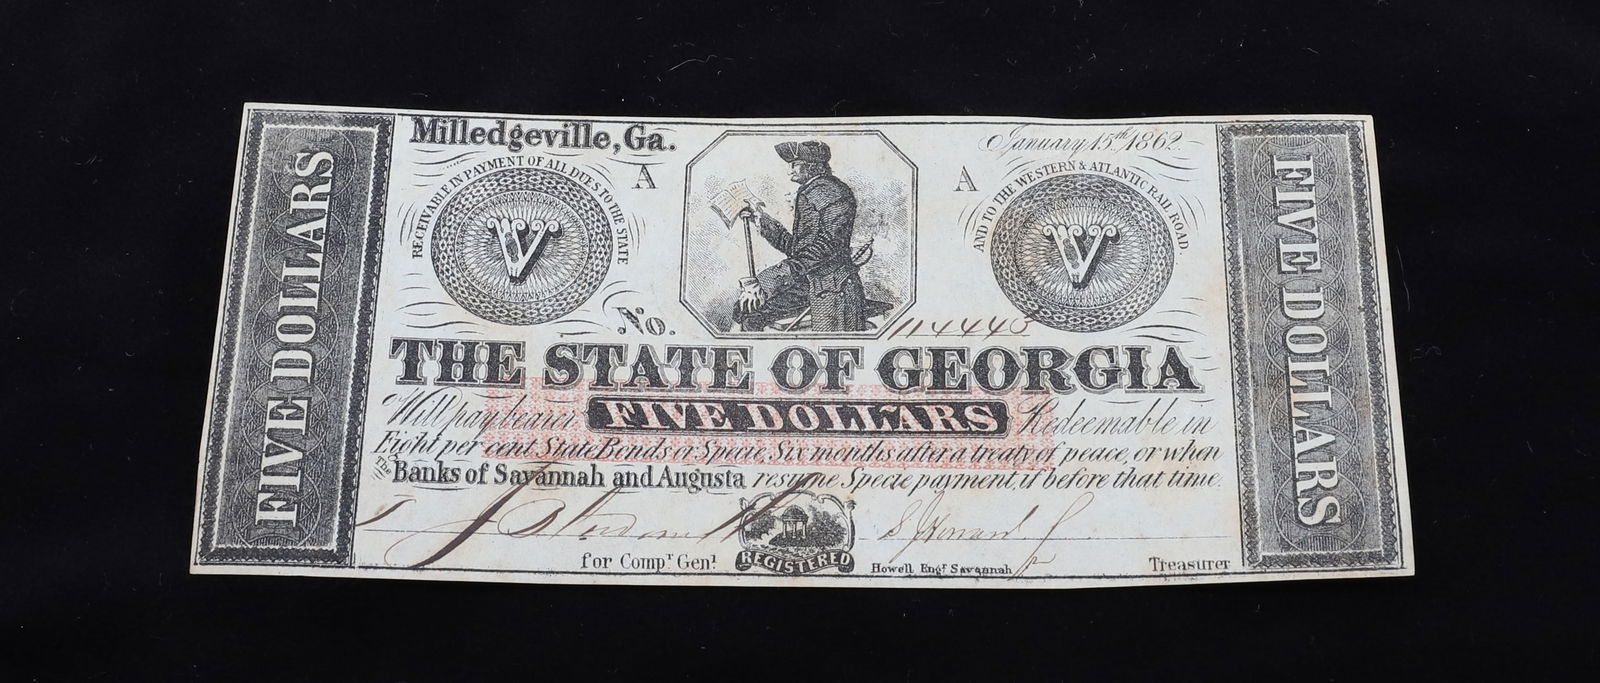 Milledgeville, Ga.
January 15th 1862
RECEIVABLE IN PAYMENT OF ALL DUES TO THE STATE
A
A
AND TO THE WESTERN & ATLANTIC RAIL ROAD
V
V
No. 114440
THE STATE OF GEORGIA
Will pay bearer FIVE DOLLARS Redeemable in
Eight per cent State Bonds or Specie, Six months after a treaty of peace, or when
The Banks of Savannah and Augusta resume Specie payment, if before that time.
for Compr Genl
REGISTERED
Howell Engr Savannah
Treasurer
FIVE DOLLARS
FIVE DOLLARS